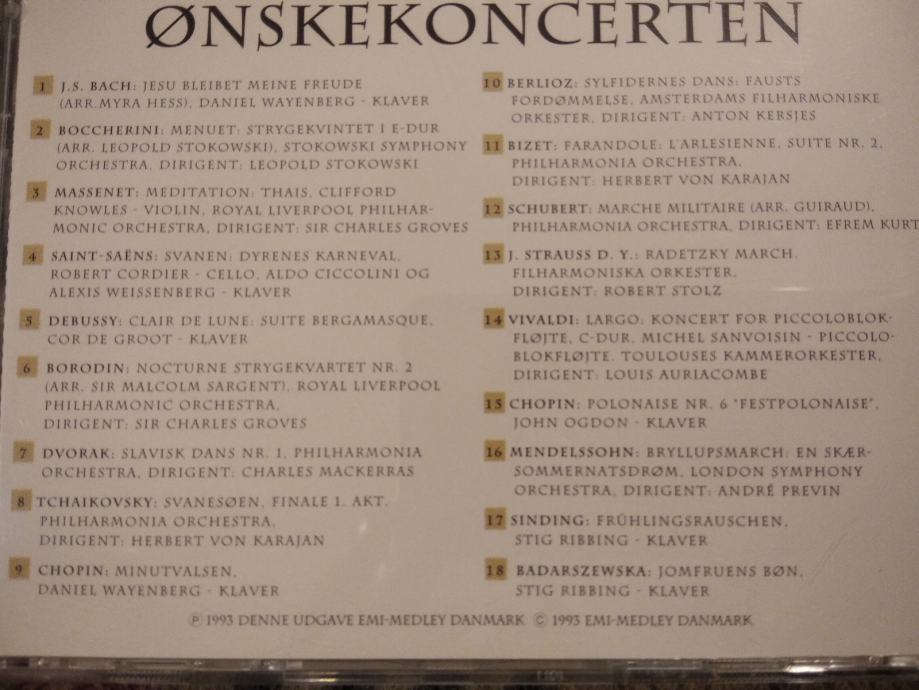 ØNSKEKONCERTEN
1 J.S. BACH: JESU BLEIBET MEINE FREUDE
(ARR. MYRA HESS), DANIEL WAYENBERG - KLAVER
2 BOCCHERINI: MENUET: STRYGEKVINTET I E-DUR
(ARR. LEOPOLD STOKOWSKI), STOKOWSKI SYMPHONY
ORCHESTRA, DIRIGENT: LEOPOLD STOKOWSKI
3 MASSENET: MEDITATION: THAIS, CLIFFORD
KNOWLES - VIOLIN, ROYAL LIVERPOOL PHILHAR-
MONIC ORCHESTRA, DIRIGENT: SIR CHARLES GROVES
4 SAINT-SAËNS: SVANEN: DYRENES KARNEVAL,
ROBERT CORDIER - CELLO, ALDO CICCOLINI OG
ALEXIS WEISSENBERG - KLAVER
5 DEBUSSY: CLAIR DE LUNE: SUITE BERGAMASQUE,
COR DE GROOT - KLAVER
6 BORODIN: NOCTURNE STRYGEKVARTET NR. 2
(ARR. SIR MALCOLM SARGENT), ROYAL LIVERPOOL
PHILHARMONIC ORCHESTRA,
DIRIGENT: SIR CHARLES GROVES
7 DVORAK: SLAVISK DANS NR. 1, PHILHARMONIA
ORCHESTRA, DIRIGENT: CHARLES MACKERRAS
8 TCHAIKOVSKY: SVANESØEN, FINALE 1. AKT.
PHILHARMONIA ORCHESTRA,
DIRIGENT: HERBERT VON KARAJAN
9 CHOPIN: MINUTVALSEN,
DANIEL WAYENBERG - KLAVER
10 BERLIOZ: SYLFIDERNES DANS: FAUSTS
FORDØMMELSE, AMSTERDAMS FILHARMONISKE
ORKESTER, DIRIGENT: ANTON KERSJES
11 BIZET: FARANDOLE: L'ARLESIENNE, SUITE NR. 2,
PHILHARMONIA ORCHESTRA,
DIRIGENT: HERBERT VON KARAJAN
12 SCHUBERT: MARCHE MILITAIRE (ARR. GUIRAUD),
PHILHARMONIA ORCHESTRA, DIRIGENT: EFREM KURT
13 J. STRAUSS D. Y.: RADETZKY MARCH.
FILHARMONISKA ORKESTER,
DIRIGENT: ROBERT STOLZ
14 VIVALDI: LARGO: KONCERT FOR PICCOLOBLOK-
FLØJTE, C-DUR, MICHEL SANVOISIN - PICCOLO-
BLOKFLØJTE. TOULOUSES KAMMERORKESTER,
DIRIGENT: LOUIS AURIACOMBE
15 CHOPIN: POLONAISE NR. 6 "FESTPOLONAISE",
JOHN OGDON - KLAVER
16 MENDELSSOHN: BRYLLUPSMARCH: EN SKÆR-
SOMMERNATSDRØM, LONDON SYMPHONY
ORCHESTRA, DIRIGENT: ANDRÉ PREVIN
17 SINDING: FRÜHLINGSRAUSCHEN,
STIG RIBBING - KLAVER
18 BADARSZEWSKA: JOMFRUENS BØN,
STIG RIBBING - KLAVER
Ⓟ 1993 DENNE UDGAVE EMI-MEDLEY DANMARK © 1993 EMI-MEDLEY DANMARK